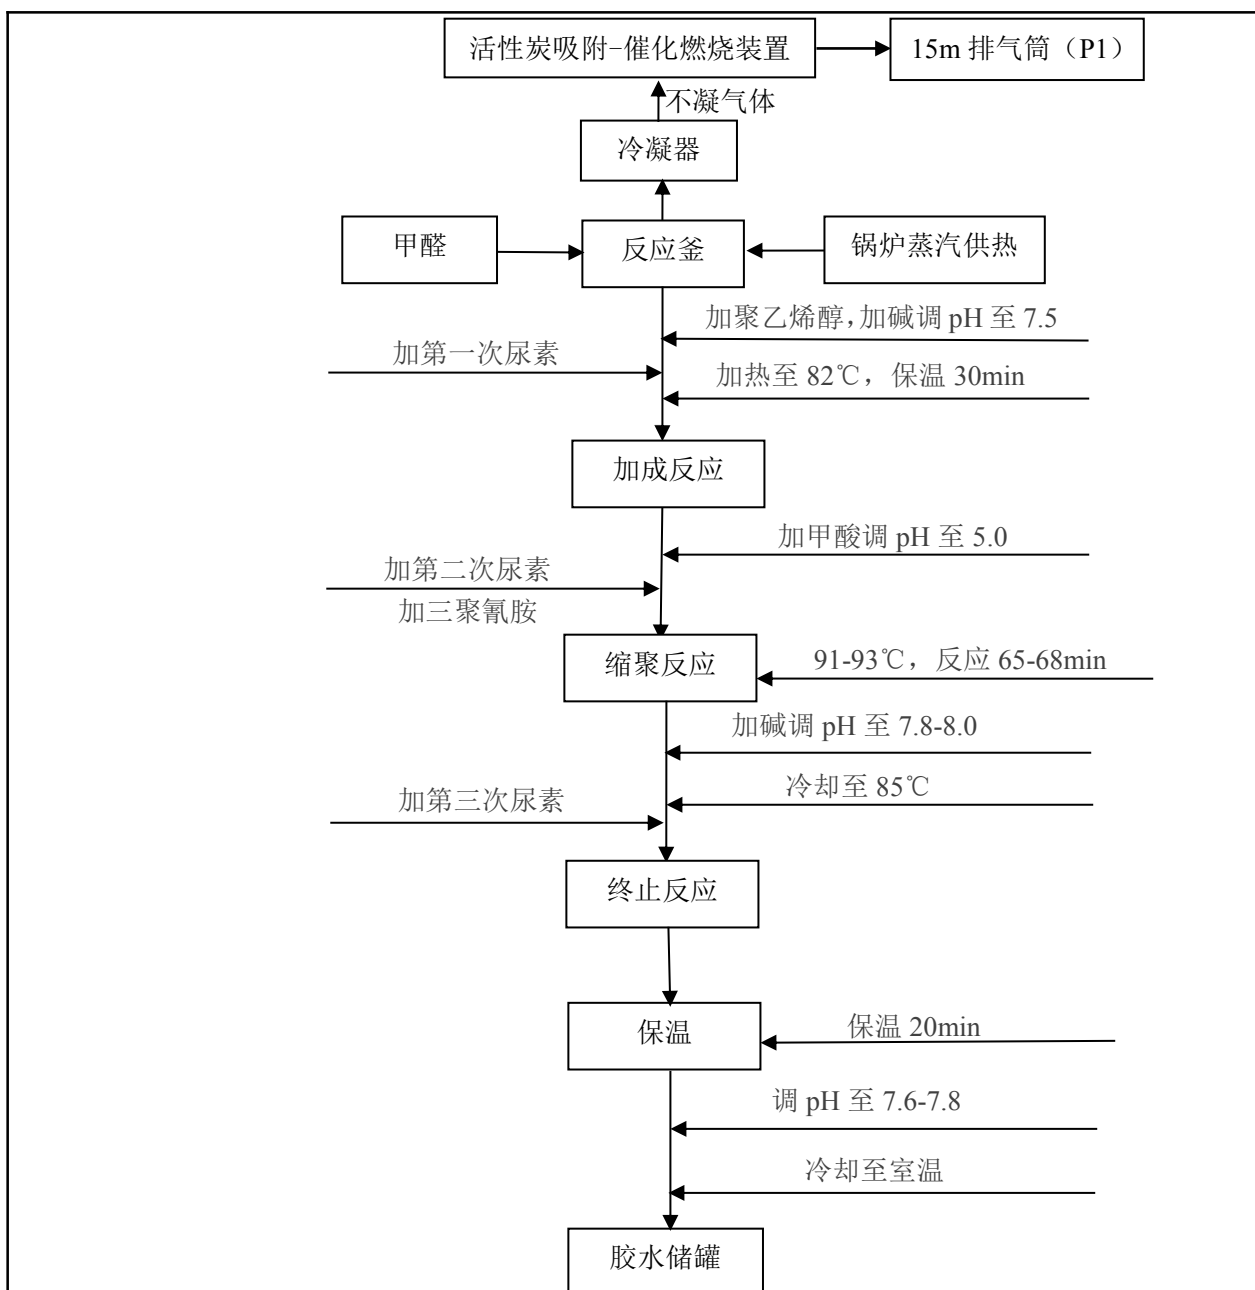 活性炭吸附-催化燃烧装置
15m 排气筒（P1）
不凝气体
冷凝器
甲醛
反应釜
锅炉蒸汽供热
加聚乙烯醇，加碱调 pH 至 7.5
加第一次尿素
加热至 82℃，保温 30min
加成反应
加甲酸调 pH 至 5.0
加第二次尿素
加三聚氰胺
缩聚反应
91-93℃，反应 65-68min
加碱调 pH 至 7.8-8.0
冷却至 85℃
加第三次尿素
终止反应
保温
保温 20min
调 pH 至 7.6-7.8
冷却至室温
胶水储罐